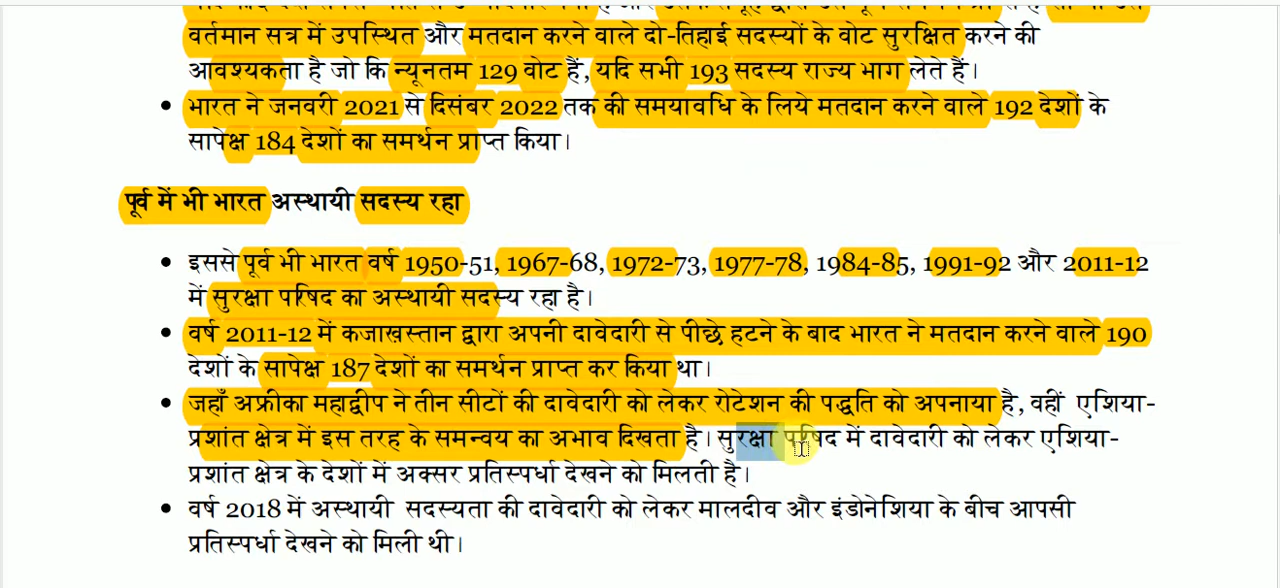 वर्तमान सत्र में उपस्थित और मतदान करने वाले दो-तिहाई सदस्यों के वोट सुरक्षित करने की
आवश्यकता है जो कि न्यूनतम 129 वोट हैं, यदि सभी 193 सदस्य राज्य भाग लेते हैं।
• भारत ने जनवरी 2021 से दिसंबर 2022 तक की समयावधि के लिये मतदान करने वाले 192 देशों के
सापेक्ष 184 देशों का समर्थन प्राप्त किया।
पूर्व में भी भारत अस्थायी सदस्य रहा
• इससे पूर्व भी भारत वर्ष 1950-51, 1967-68, 1972-73, 1977-78, 1984-85, 1991-92 और 2011-12
में सुरक्षा परिषद का अस्थायी सदस्य रहा है।
• वर्ष 2011-12 में कजाख़स्तान द्वारा अपनी दावेदारी से पीछे हटने के बाद भारत ने मतदान करने वाले 190
देशों के सापेक्ष 187 देशों का समर्थन प्राप्त कर किया था।
• जहाँ अफ्रीका महाद्वीप ने तीन सीटों की दावेदारी को लेकर रोटेशन की पद्धति को अपनाया है, वहीं एशिया-
प्रशांत क्षेत्र में इस तरह के समन्वय का अभाव दिखता है। सुरक्षा परिषद में दावेदारी को लेकर एशिया-
प्रशांत क्षेत्र के देशों में अक्सर प्रतिस्पर्धा देखने को मिलती है।
• वर्ष 2018 में अस्थायी सदस्यता की दावेदारी को लेकर मालदीव और इंडोनेशिया के बीच आपसी
प्रतिस्पर्धा देखने को मिली थी।